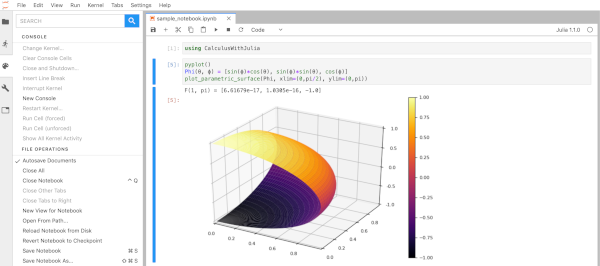 File Edit View Run Kernel Tabs Settings Help
SEARCH
CONSOLE
Change Kernel...
Clear Console Cells
Close and Shutdown...
Insert Line Break
Interrupt Kernel
New Console
Restart Kernel...
Run Cell (forced)
Run Cell (unforced)
Show All Kernel Activity
FILE OPERATIONS
Autosave Documents
Close All
Close Notebook ^ Q
Close Other Tabs
Close Tabs to Right
New View for Notebook
Open From Path...
Reload Notebook from Disk
Revert Notebook to Checkpoint
Save Notebook ⌘ S
Save Notebook As... ⇧ ⌘ S
sample_notebook.ipynb
Code
Julia 1.1.0
[1]: using CalculusWithJulia
pyplot()
Phi(θ, ϕ) = [sin(ϕ)*cos(θ), sin(ϕ)*sin(θ), cos(ϕ)]
plot_parametric_surface(Phi, xlim=(0,pi/2), ylim=(0,pi))
F(1, pi) = [6.61679e-17, 1.0305e-16, -1.0]
1.0
0.5
0.0
-0.5
-1.0
0.0 0.2 0.4 0.6 0.8
0.0 0.2 0.4 0.6 0.8
1.00
0.75
0.50
0.25
0.00
-0.25
-0.50
-0.75
-1.00